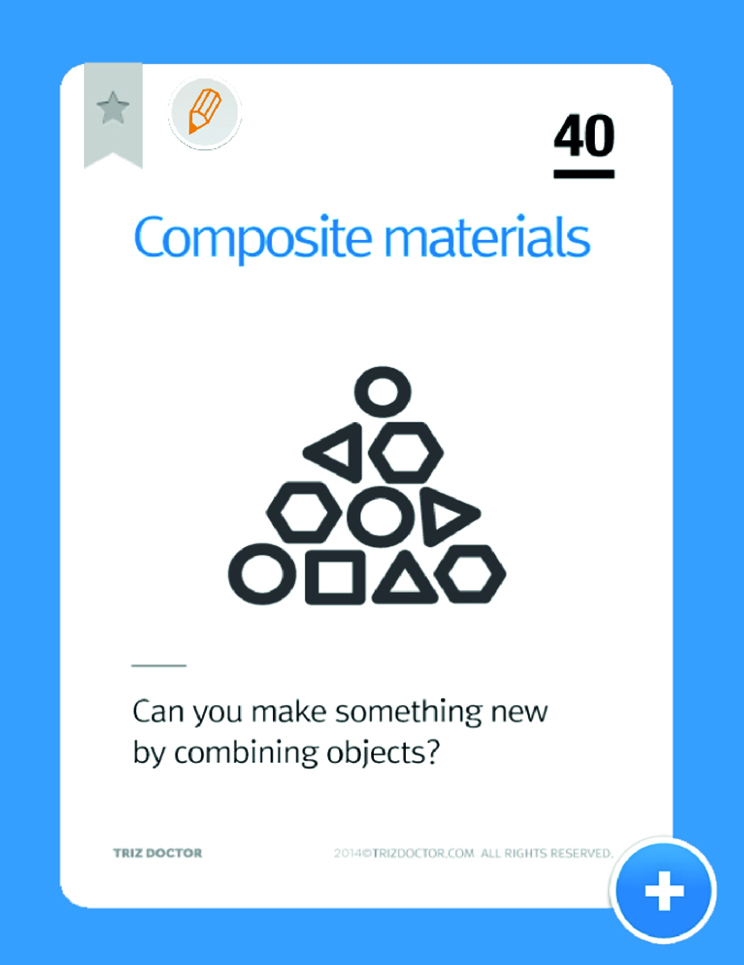 40
Composite materials
Can you make something new
by combining objects?
TRIZ DOCTOR
2014©TRIZDOCTOR.COM ALL RIGHTS RESERVED.